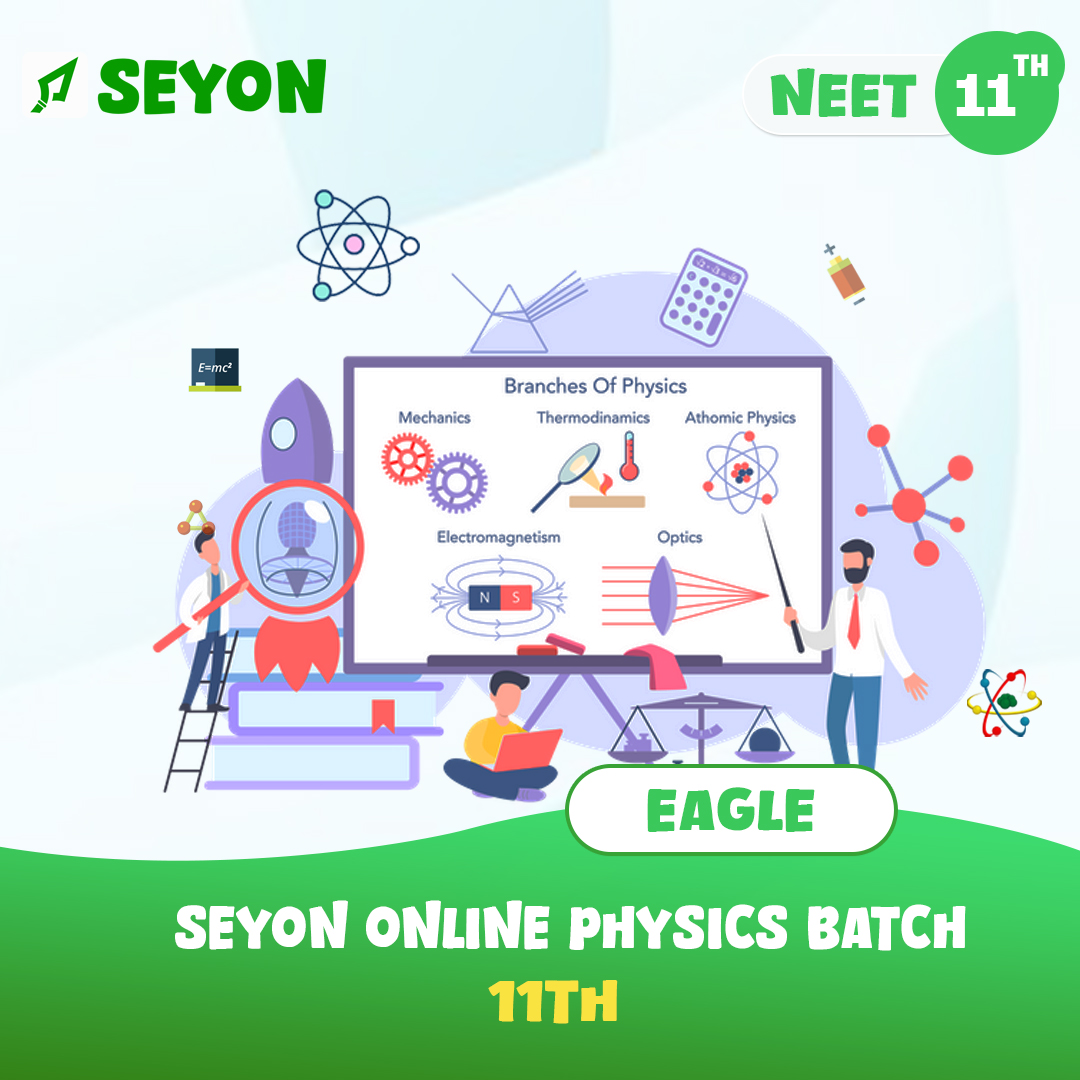 SEYON
NEET 11TH
E=mc²
Branches Of Physics
Mechanics Thermodinamics Athomic Physics
Electromagnetism Optics
N S
EAGLE
SEYON ONLINE PHYSICS BATCH
11TH